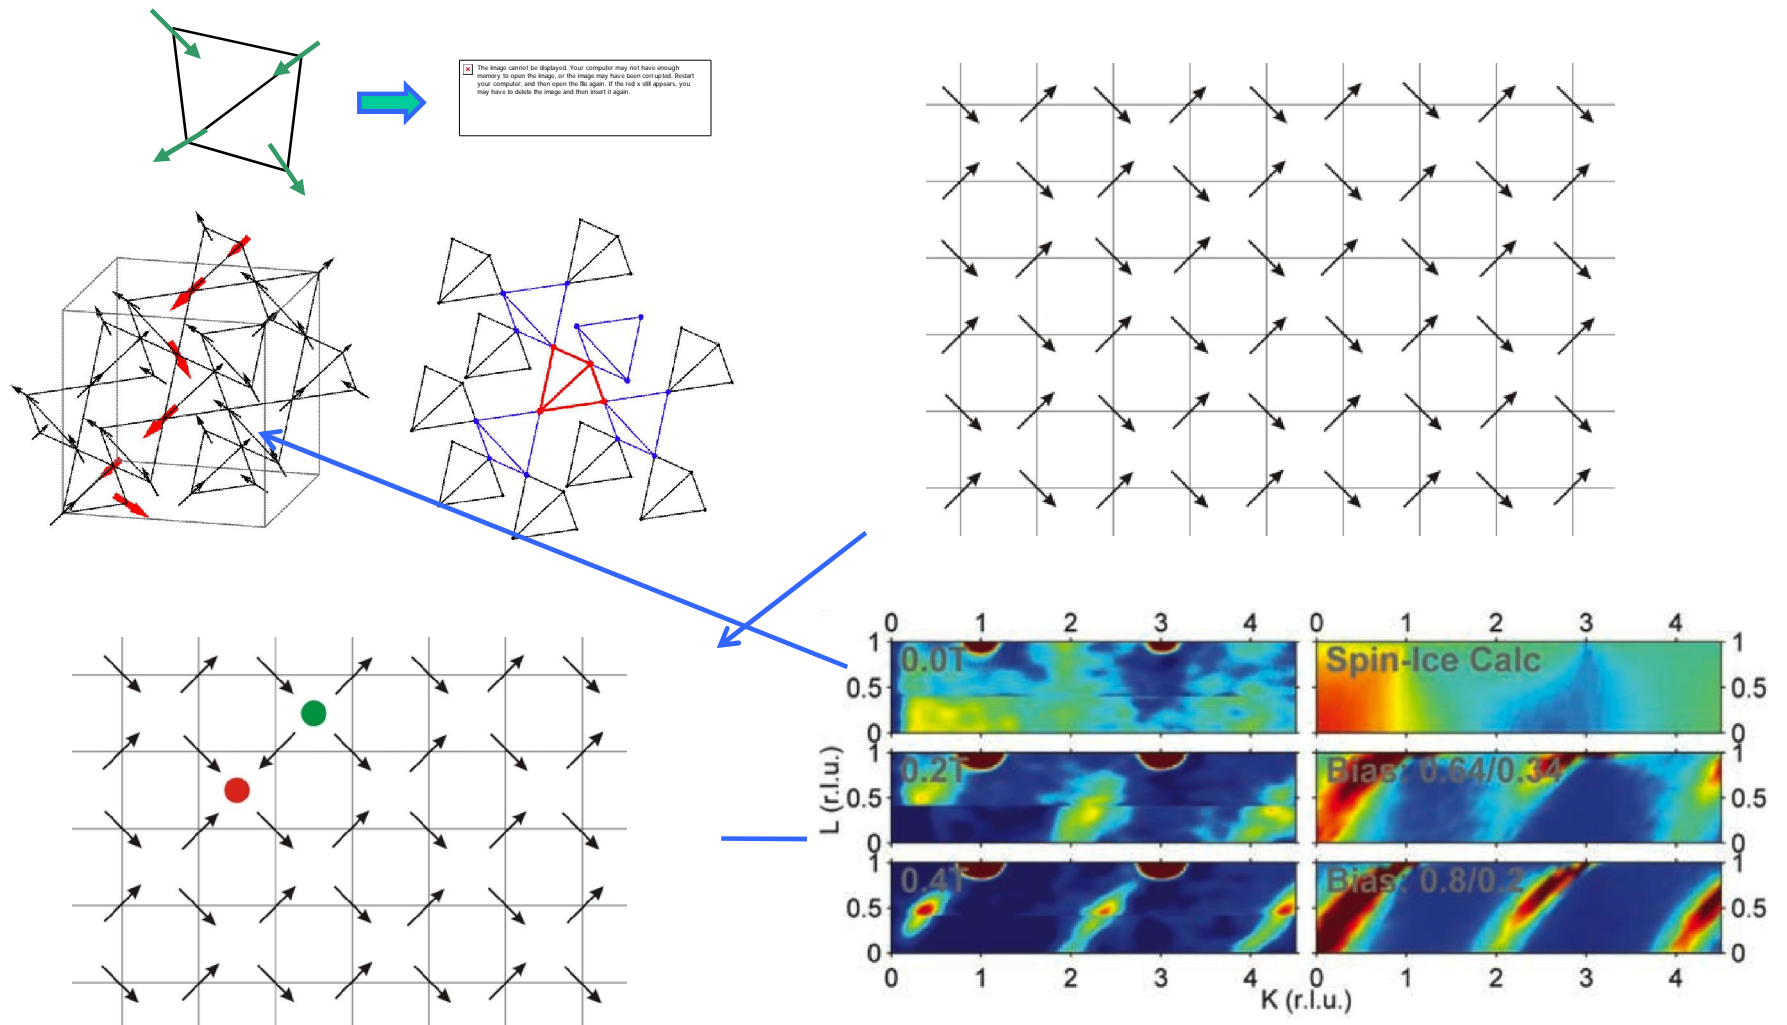 The image cannot be displayed. Your computer may not have enough
memory to open the image, or the image may have been corrupted. Restart
your computer, and then open the file again. If the red x still appears, you
may have to delete the image and then insert it again.
0 1 2 3 4 0 1 2 3 4
1 0.0T Spin-Ice Calc 1
0.5 0.5
0 0
1 0.2T Bias: 0.64/0.34 1
0.5 0.5
0 0
1 0.4T Bias: 0.8/0.2 1
0.5 0.5
0 0
L (r.l.u.)
0 1 2 3 4 0 1 2 3 4
K (r.l.u.)